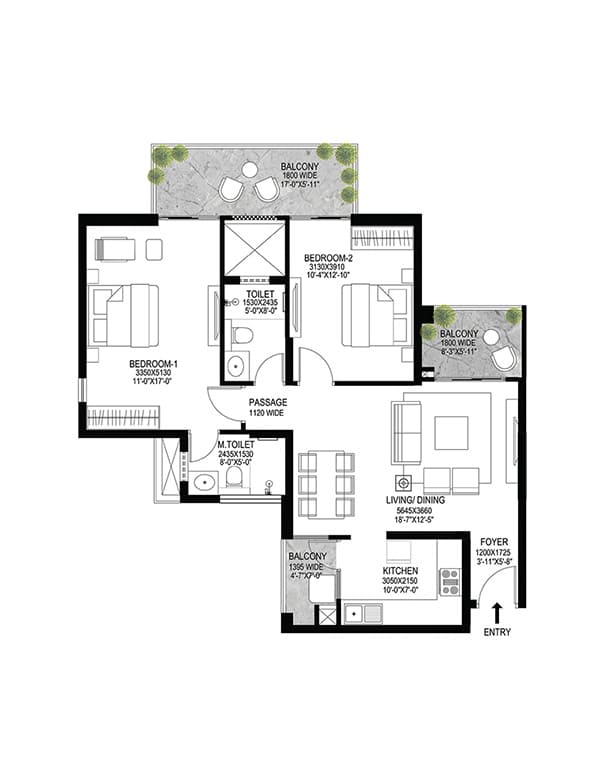 BALCONY
1800 WIDE
17'-0"X5'-11"
BEDROOM-2
3130X3910
10'-4"X12'-10"
TOILET
1530X2435
5'-0"X8'-0"
BALCONY
1800 WIDE
8'-3"X5'-11"
BEDROOM-1
3350X5130
11'-0"X17'-0"
PASSAGE
1120 WIDE
M.TOILET
2435X1530
8'-0"X5'-0"
LIVING/ DINING
5645X3660
18'-7"X12'-5"
FOYER
1200X1725
3'-11"X5'-8"
BALCONY
1395 WIDE
4'-7"X7'-0"
KITCHEN
3050X2150
10'-0"X7'-0"
ENTRY